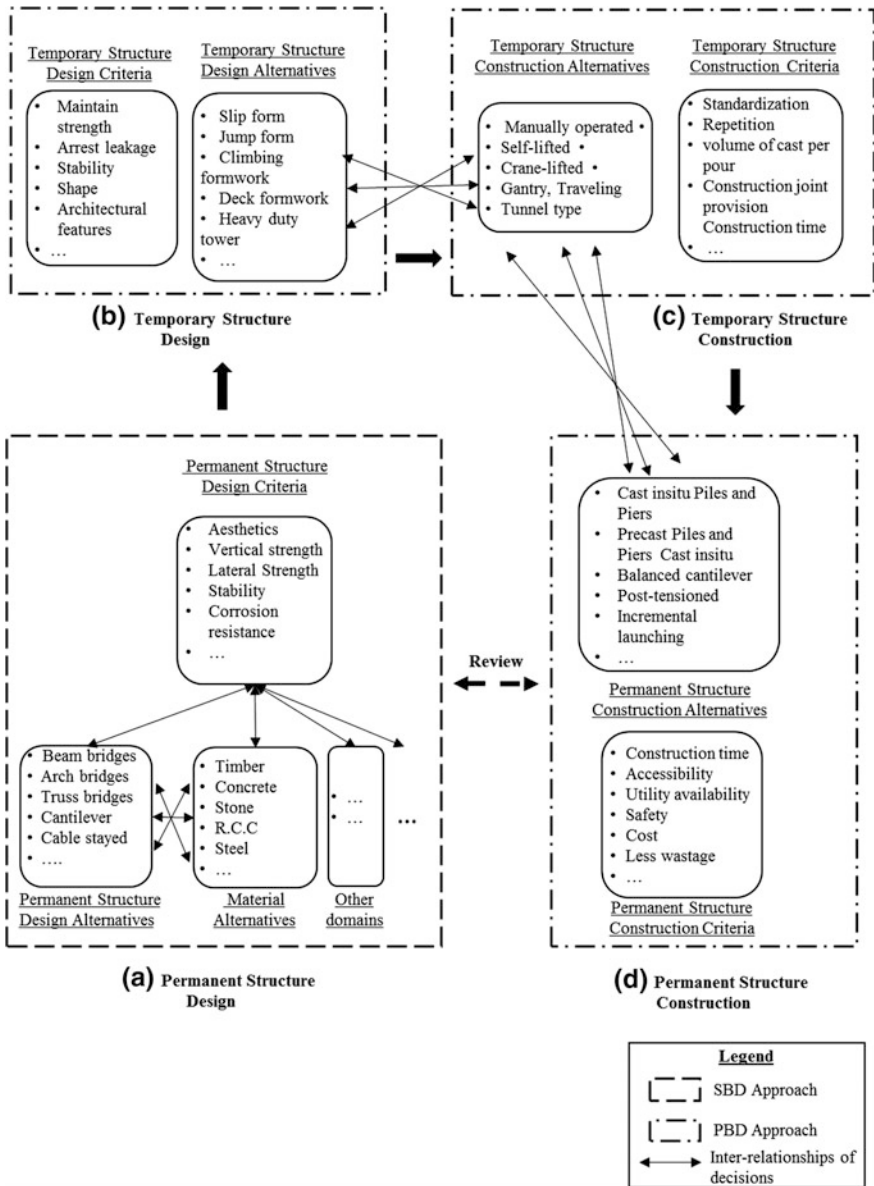 Temporary Structure
Design Criteria
• Maintain
strength
• Arrest leakage
• Stability
• Shape
• Architectural
features
• …
Temporary Structure
Design Alternatives
• Slip form
• Jump form
• Climbing
formwork
• Deck formwork
• Heavy duty
tower
• …
Temporary Structure
Construction Alternatives
• Manually operated •
• Self-lifted •
• Crane-lifted •
• Gantry, Traveling
• Tunnel type
Temporary Structure
Construction Criteria
• Standardization
• Repetition
• volume of cast per
pour
• Construction joint
provision
Construction time
• …
(b) Temporary Structure
Design
(c) Temporary Structure
Construction
Permanent Structure
Design Criteria
• Aesthetics
• Vertical strength
• Lateral Strength
• Stability
• Corrosion
resistance
• …
• Beam bridges
• Arch bridges
• Truss bridges
• Cantilever
• Cable stayed
• ….
Permanent Structure
Design Alternatives
• Timber
• Concrete
• Stone
• R.C.C
• Steel
• …
Material
Alternatives
• …
• …
Other
domains
…
(a) Permanent Structure
Design
Review
• Cast insitu Piles and
Piers
• Precast Piles and
Piers Cast insitu
• Balanced cantilever
• Post-tensioned
• Incremental
launching
• …
Permanent Structure
Construction Alternatives
• Construction time
• Accessibility
• Utility availability
• Safety
• Cost
• Less wastage
• …
Permanent Structure
Construction Criteria
(d) Permanent Structure
Construction
Legend
SBD Approach
PBD Approach
Inter-relationships of
decisions